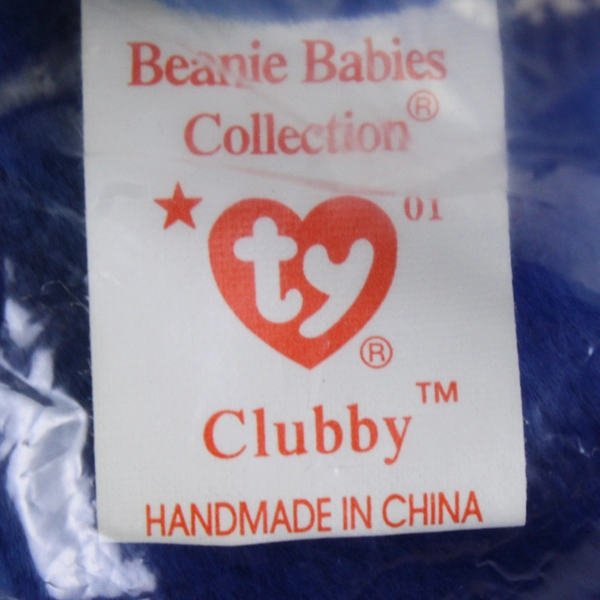 Beanie Babies
Collection®
★ ty® 01
Clubby™
HANDMADE IN CHINA